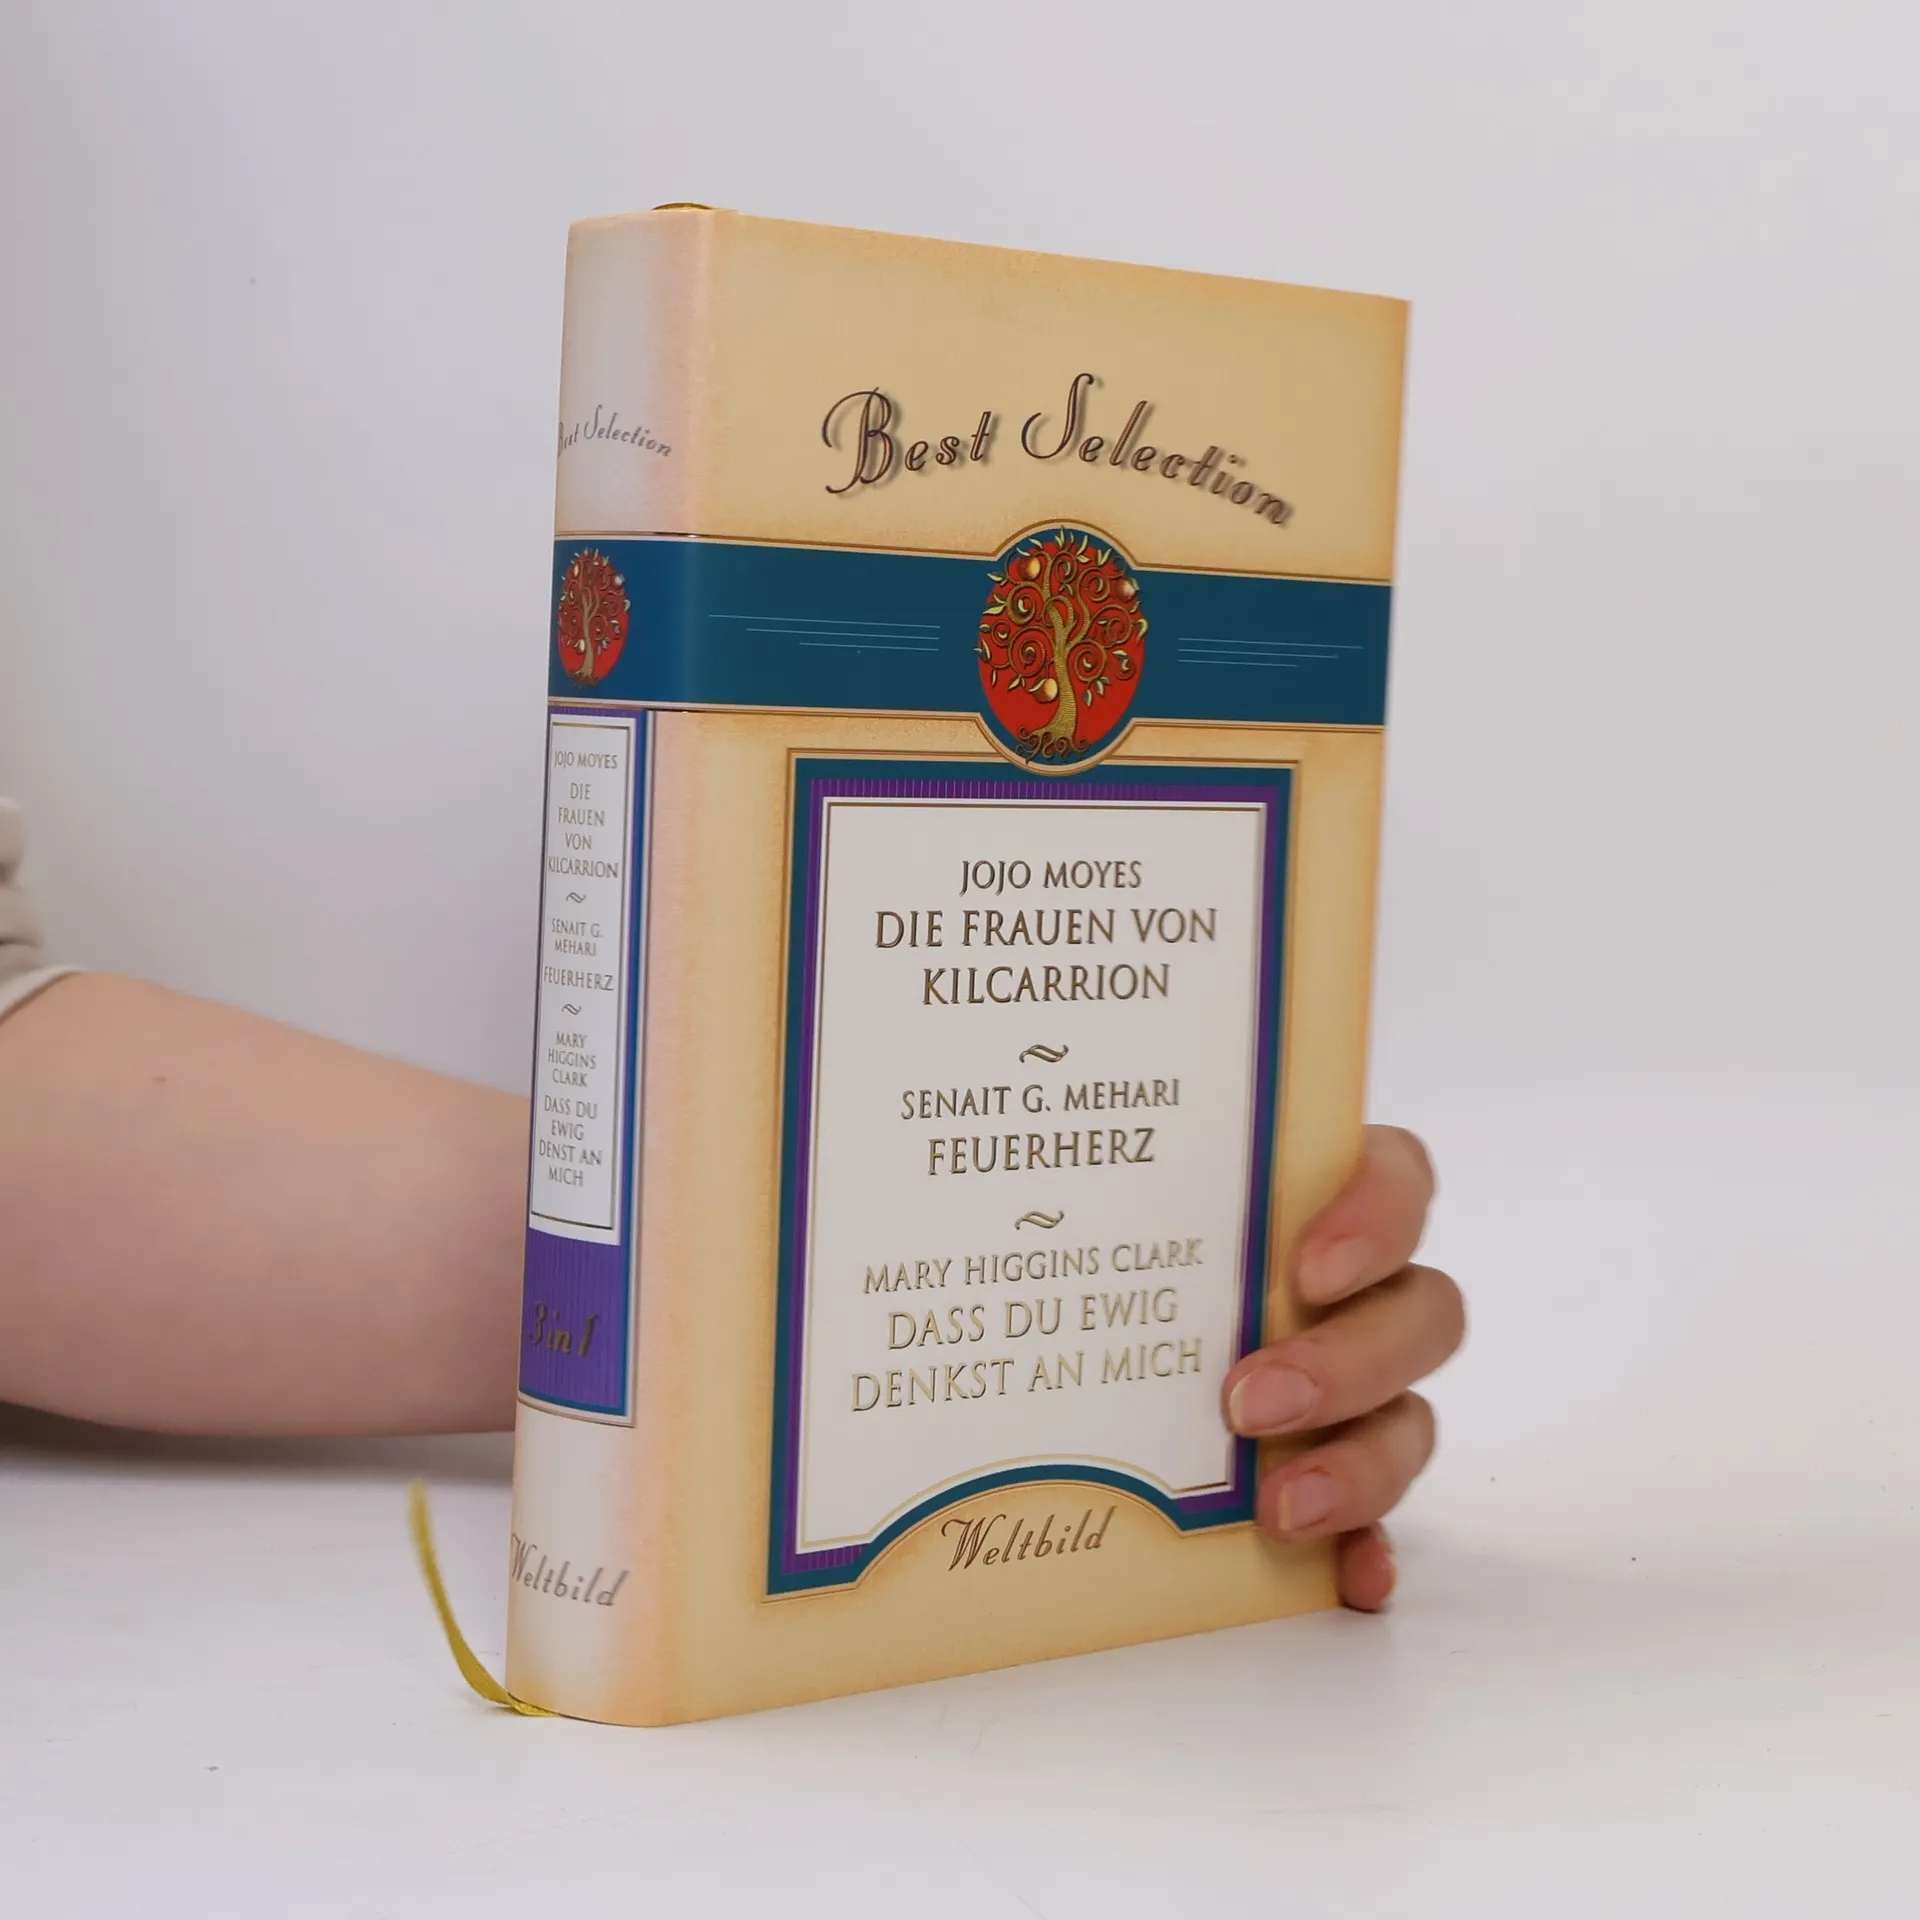 Best Selection
JOJO MOYES
DIE
FRAUEN
VON
KILCARRION
SENAIT G.
MEHARI
FEUERHERZ
MARY
HIGGINS
CLARK
DASS DU
EWIG
DENST AN
MICH
3 in 1
Weltbild
Best Selection
JOJO MOYES
DIE FRAUEN VON
KILCARRION
SENAIT G. MEHARI
FEUERHERZ
MARY HIGGINS CLARK
DASS DU EWIG
DENKST AN MICH
Weltbild